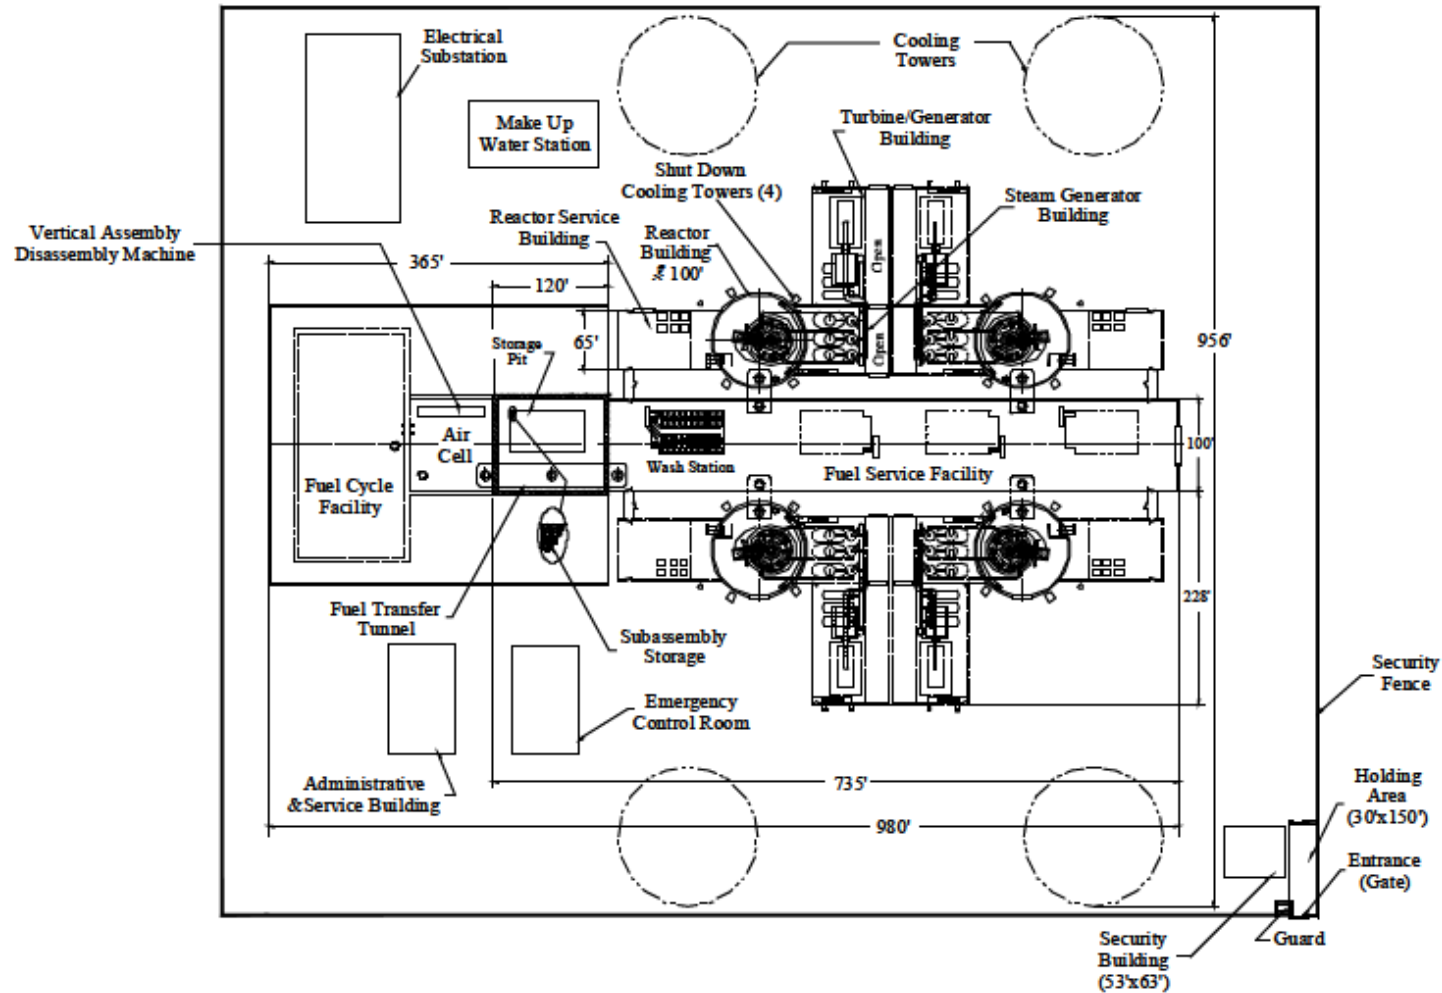 Electrical
Substation
Cooling
Towers
Make Up
Water Station
Turbine/Generator
Building
Shut Down
Cooling Towers (4)
Steam Generator
Building
Reactor Service
Building
Reactor
Building
100'
Vertical Assembly
Disassembly Machine
365'
120'
Open
Open
65'
Storage
Pit
956'
Air
Cell
100'
Wash Station
Fuel Service Facility
Fuel Cycle
Facility
228'
Fuel Transfer
Tunnel
Subassembly
Storage
Security
Fence
Emergency
Control Room
Administrative
&Service Building
735'
980'
Holding
Area
(30'x150')
Entrance
(Gate)
Guard
Security
Building
(53'x63')